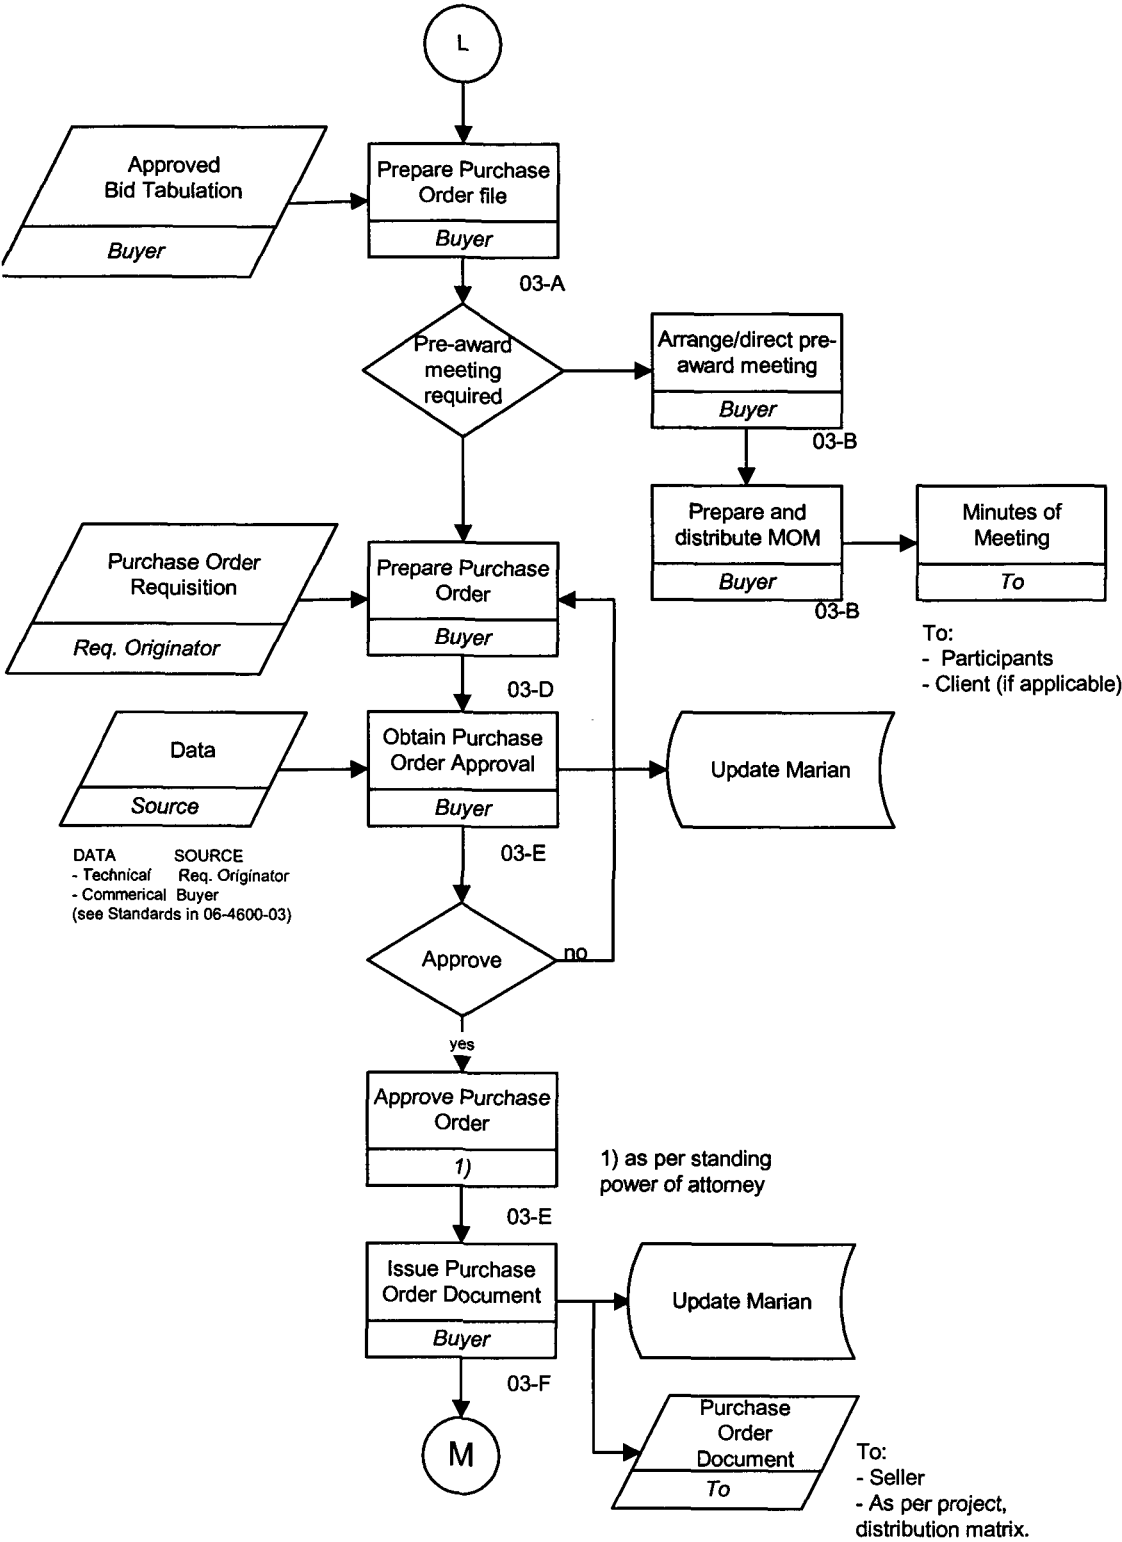 L
Approved
Bid Tabulation
Buyer
Prepare Purchase
Order file
Buyer
03-A
Pre-award
meeting
required
Arrange/direct pre-
award meeting
Buyer
03-B
Prepare and
distribute MOM
Buyer
03-B
Minutes of
Meeting
To
To:
- Participants
- Client (if applicable)
Purchase Order
Requisition
Req. Originator
Prepare Purchase
Order
Buyer
03-D
Data
Source
DATA SOURCE
- Technical Req. Originator
- Commerical Buyer
(see Standards in 06-4600-03)
Obtain Purchase
Order Approval
Buyer
03-E
Update Marian
Approve
no
yes
Approve Purchase
Order
1)
03-E
1) as per standing
power of attorney
Issue Purchase
Order Document
Buyer
03-F
Update Marian
M
Purchase
Order
Document
To
To:
- Seller
- As per project,
distribution matrix.